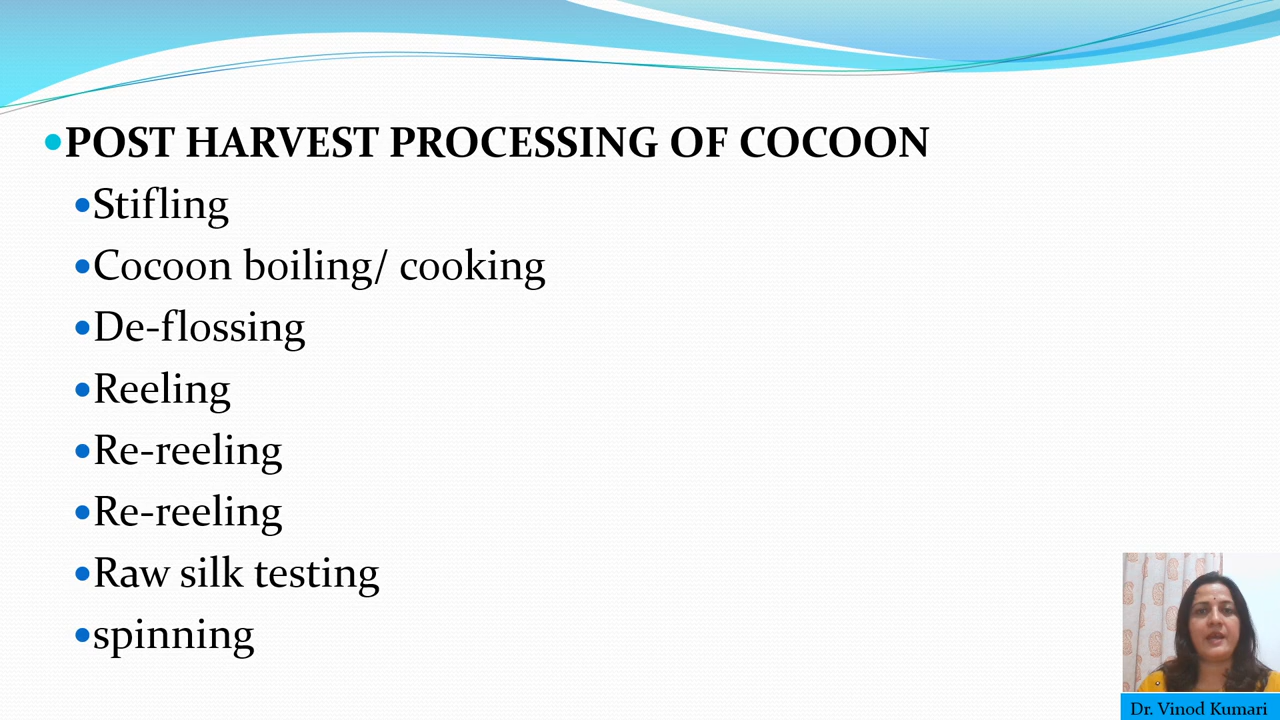 •POST HARVEST PROCESSING OF COCOON
•Stifling
•Cocoon boiling/ cooking
•De-flossing
•Reeling
•Re-reeling
•Re-reeling
•Raw silk testing
•spinning
Dr. Vinod Kumari